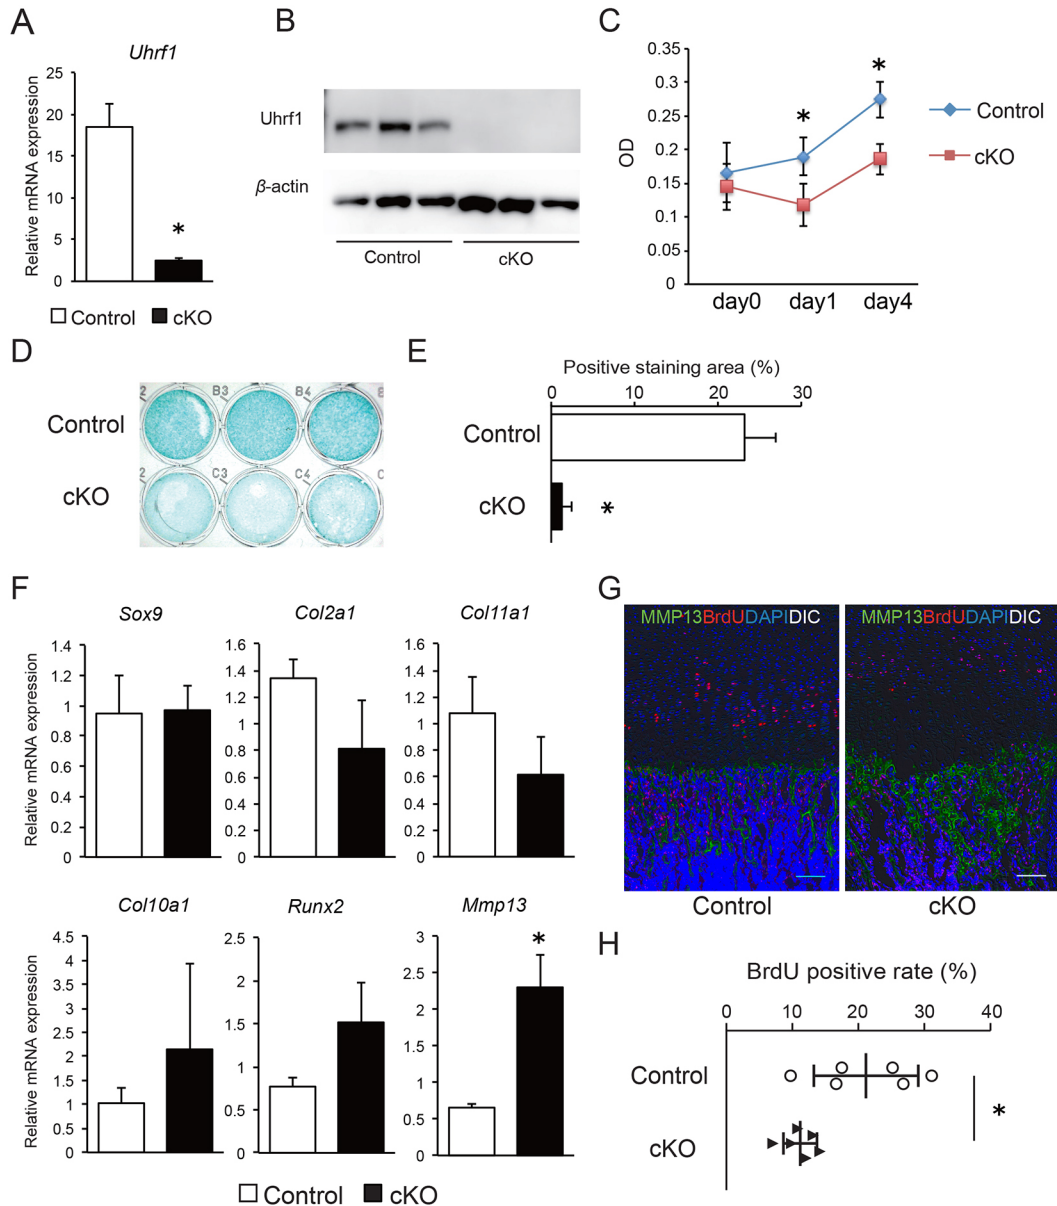 A
Uhrf1
Relative mRNA expression
25
20
15
10
5
0
*
Control cKO
B
Uhrf1
β-actin
Control cKO
C
OD
0.35
0.3
0.25
0.2
0.15
0.1
0.05
0
*
*
day0 day1 day4
Control
cKO
D
Control
cKO
2 B3 B4 B
2 C3 C4 C
E
Positive staining area (%)
0 10 20 30
Control
cKO *
F
Sox9
Relative mRNA expression
1.4
1.2
1
0.8
0.6
0.4
0.2
0
Col2a1
1.6
1.4
1.2
1
0.8
0.6
0.4
0.2
0
Col11a1
1.6
1.4
1.2
1
0.8
0.6
0.4
0.2
0
Col10a1
Relative mRNA expression
4.5
4
3.5
3
2.5
2
1.5
1
0.5
0
Runx2
2.5
2
1.5
1
0.5
0
Mmp13
3
2.5
2
1.5
1
0.5
0
*
Control cKO
G
MMP13BrdUDAPIDIC
MMP13BrdUDAPIDIC
Control cKO
H
BrdU positive rate (%)
0 10 20 30 40
Control
cKO
*